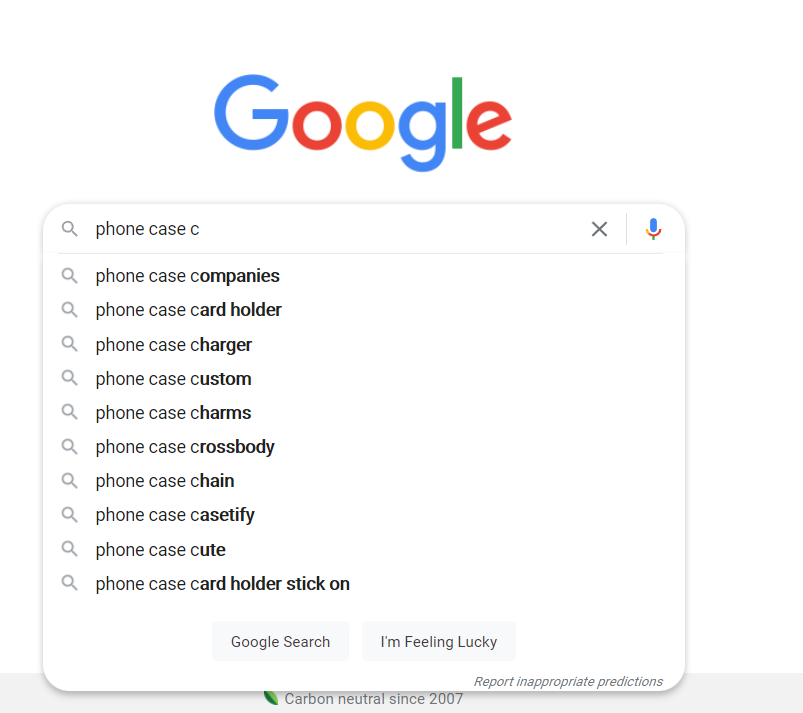 Google
phone case c
phone case companies
phone case card holder
phone case charger
phone case custom
phone case charms
phone case crossbody
phone case chain
phone case casetify
phone case cute
phone case card holder stick on
Google Search I'm Feeling Lucky
Report inappropriate predictions
Carbon neutral since 2007